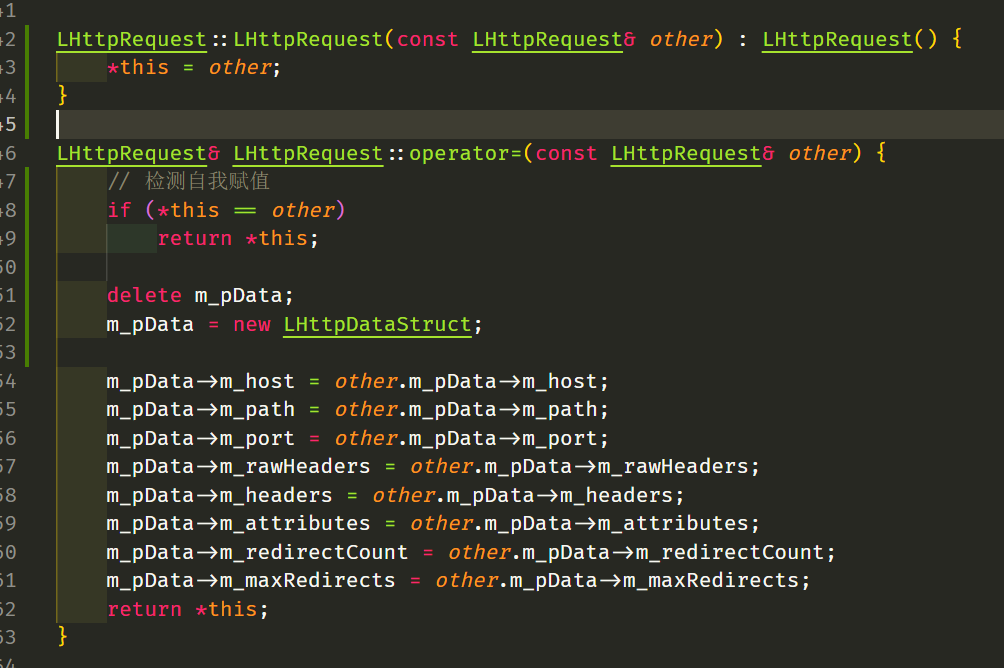 41
42 LHttpRequest::LHttpRequest(const LHttpRequest& other) : LHttpRequest() {
43 *this = other;
44 }
45
46 LHttpRequest& LHttpRequest::operator=(const LHttpRequest& other) {
47 // 检测自我赋值
48 if (*this == other)
49 return *this;
50
51 delete m_pData;
52 m_pData = new LHttpDataStruct;
53
54 m_pData->m_host = other.m_pData->m_host;
55 m_pData->m_path = other.m_pData->m_path;
56 m_pData->m_port = other.m_pData->m_port;
57 m_pData->m_rawHeaders = other.m_pData->m_rawHeaders;
58 m_pData->m_headers = other.m_pData->m_headers;
59 m_pData->m_attributes = other.m_pData->m_attributes;
60 m_pData->m_redirectCount = other.m_pData->m_redirectCount;
61 m_pData->m_maxRedirects = other.m_pData->m_maxRedirects;
62 return *this;
63 }